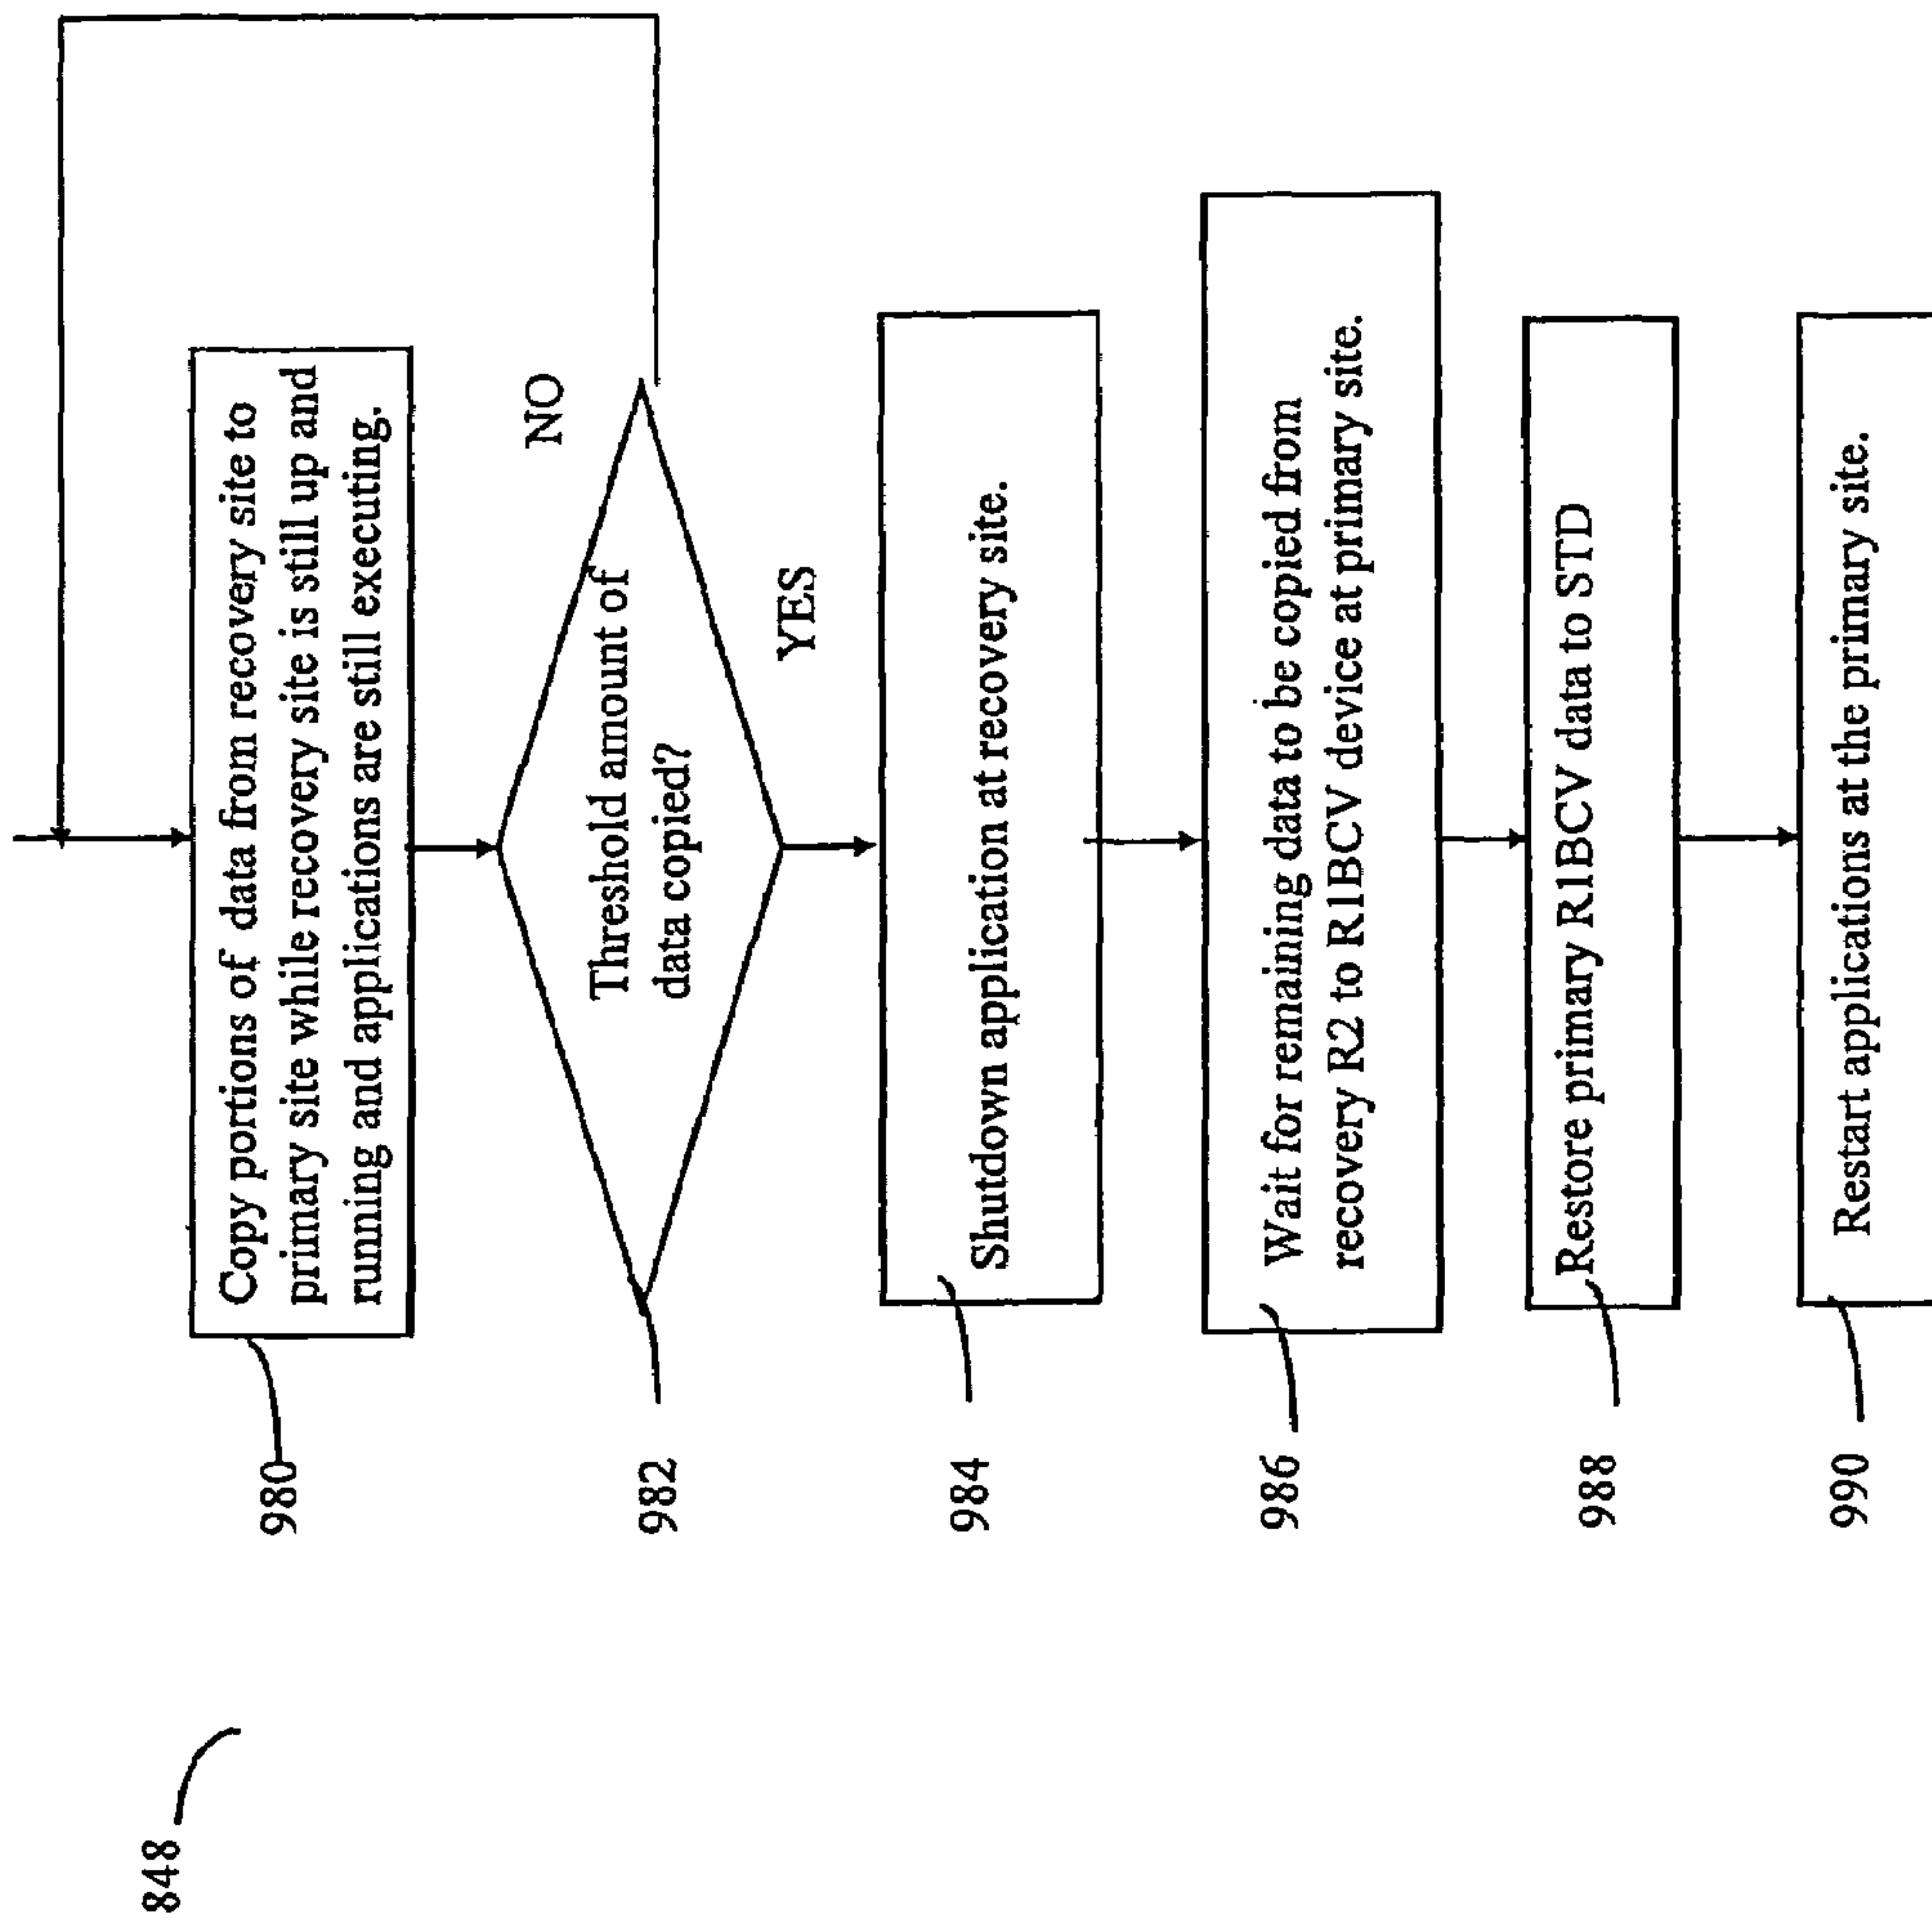 848
980
Copy portions of data from recovery site to
primary site while recovery site is still up and
running and applications are still executing.
982
Threshold amount of
data copied?
NO
YES
984
Shutdown application at recovery site.
986
Wait for remaining data to be copied from
recovery R2 to R1BCV device at primary site.
988
Restore primary R1BCV data to STD
990
Restart applications at the primary site.